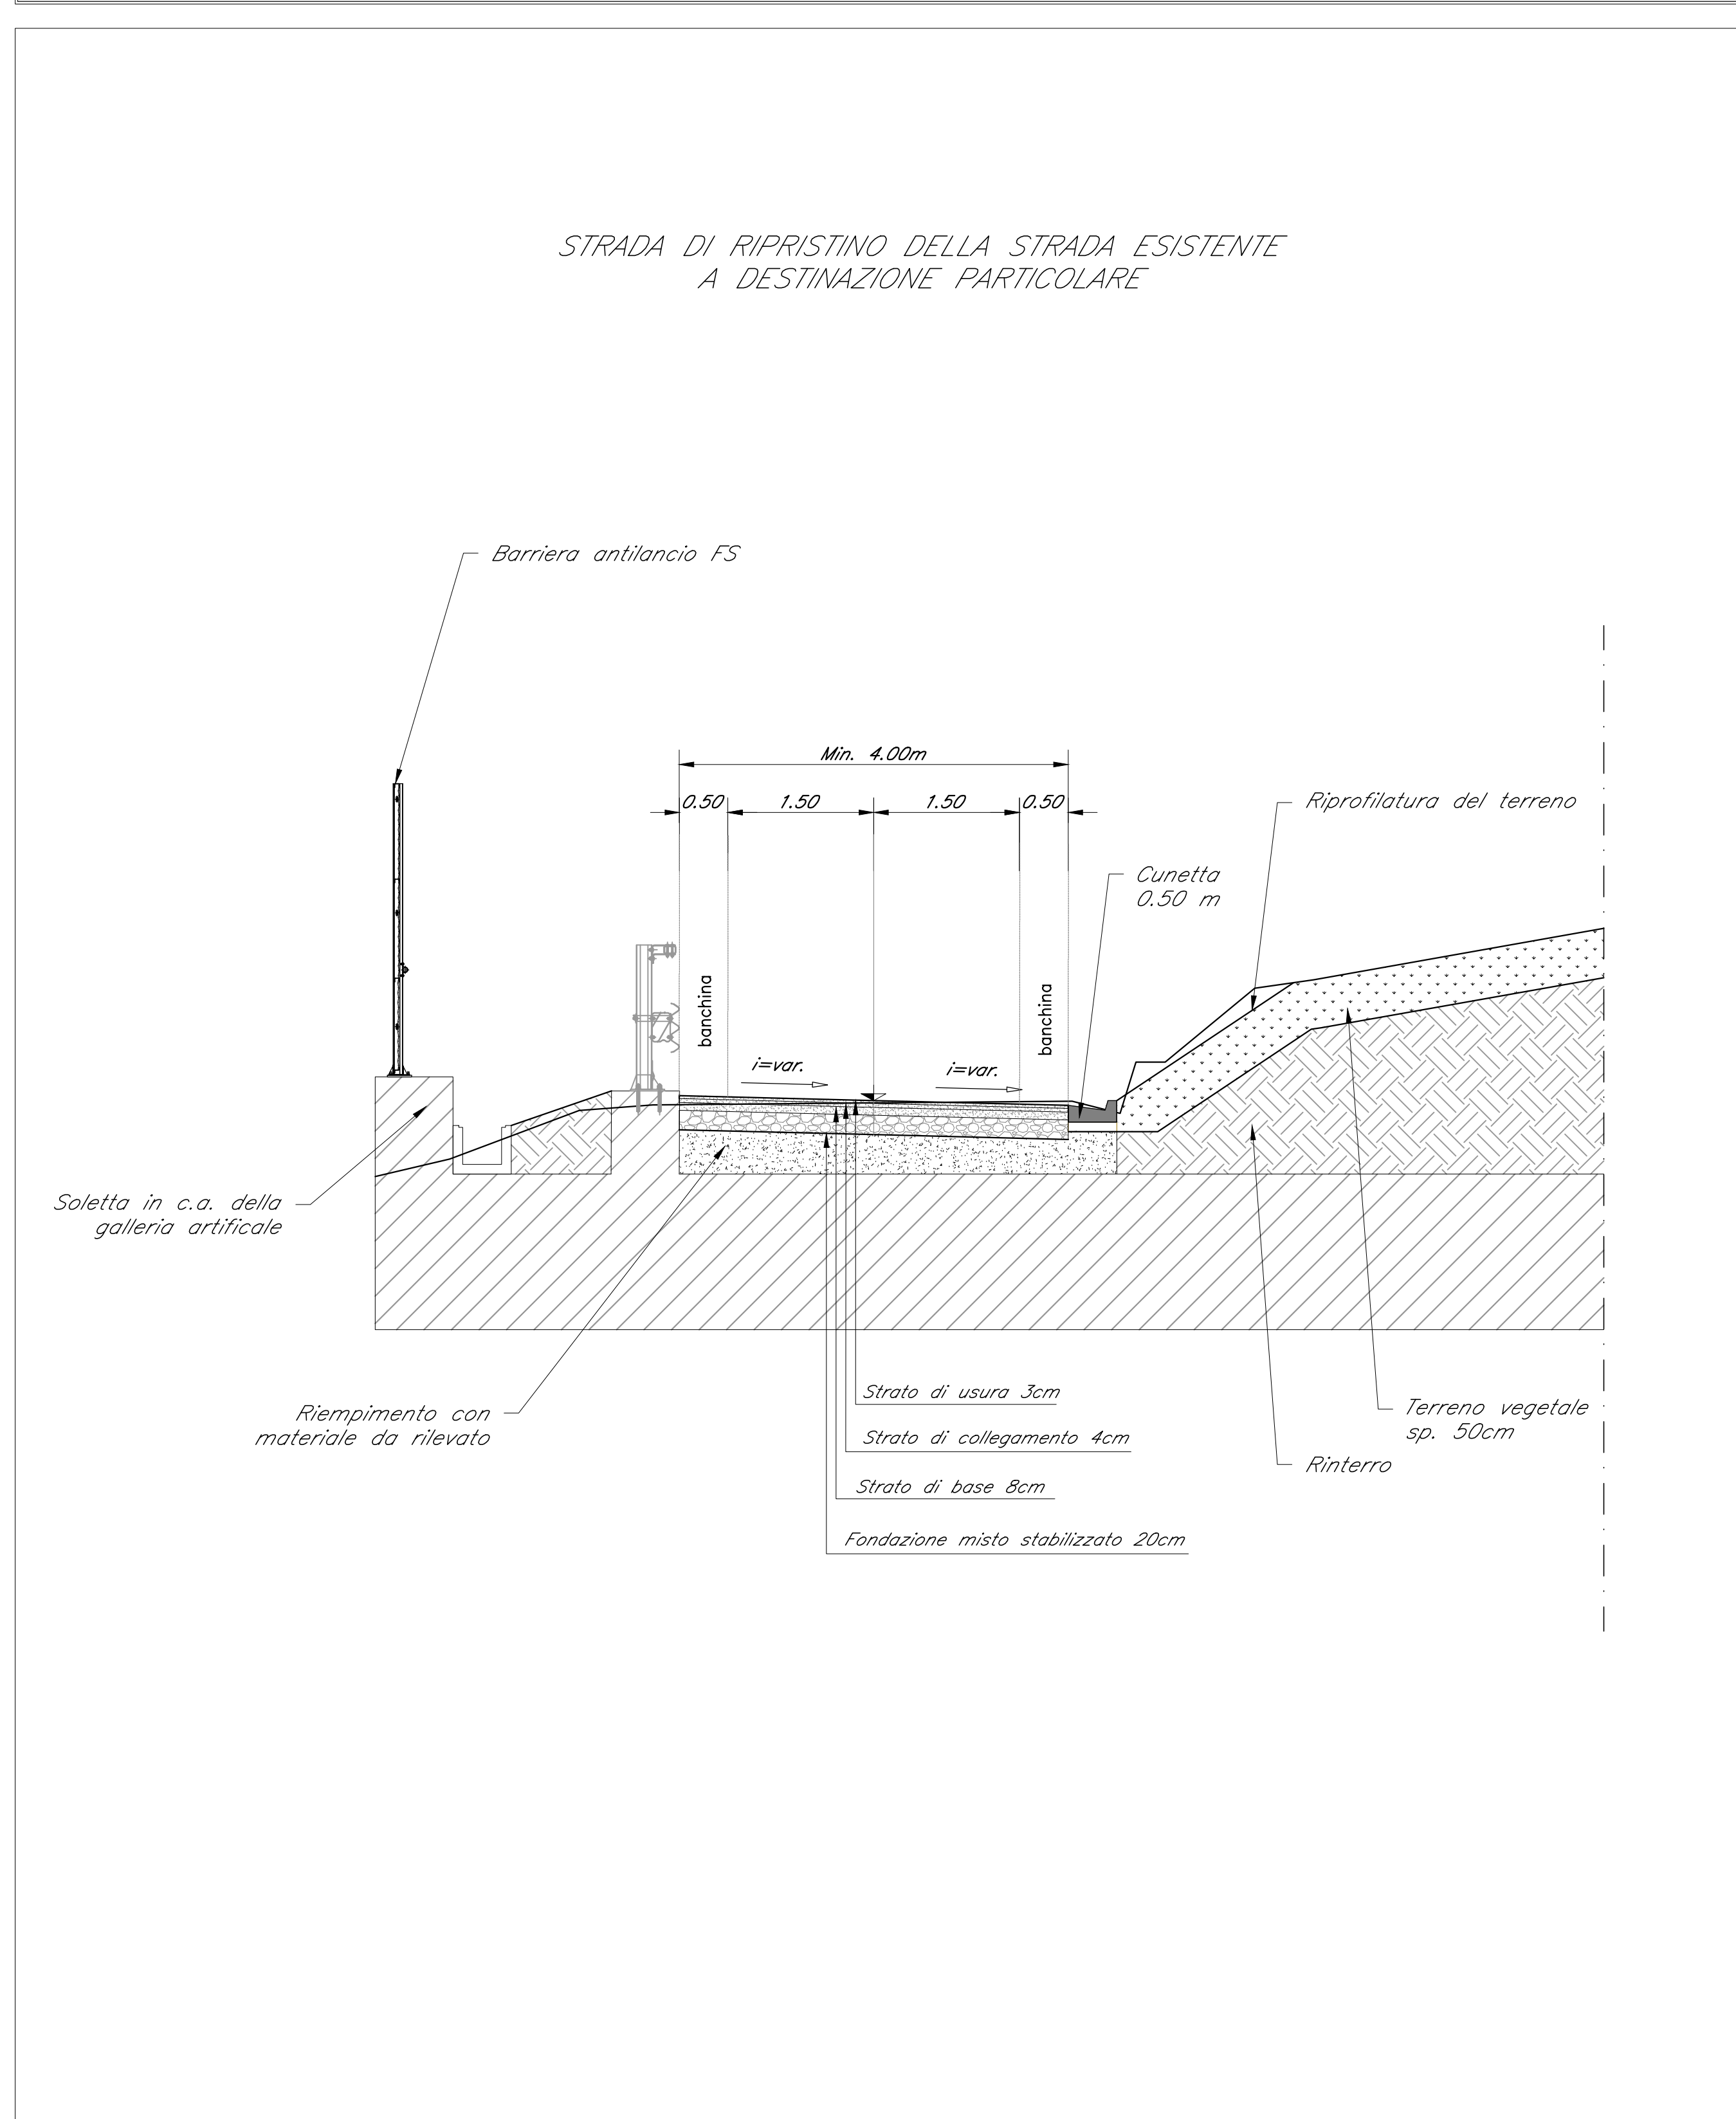 STRADA DI RIPRISTINO DELLA STRADA ESISTENTE
A DESTINAZIONE PARTICOLARE
Barriera antilancio FS
Min. 4.00m
0.50
1.50
1.50
0.50
Riprofilatura del terreno
Cunetta
0.50 m
banchina
banchina
i=var.
i=var.
Soletta in c.a. della
galleria artificale
Riempimento con
materiale da rilevato
Strato di usura 3cm
Strato di collegamento 4cm
Strato di base 8cm
Fondazione misto stabilizzato 20cm
Terreno vegetale
sp. 50cm
Rinterro